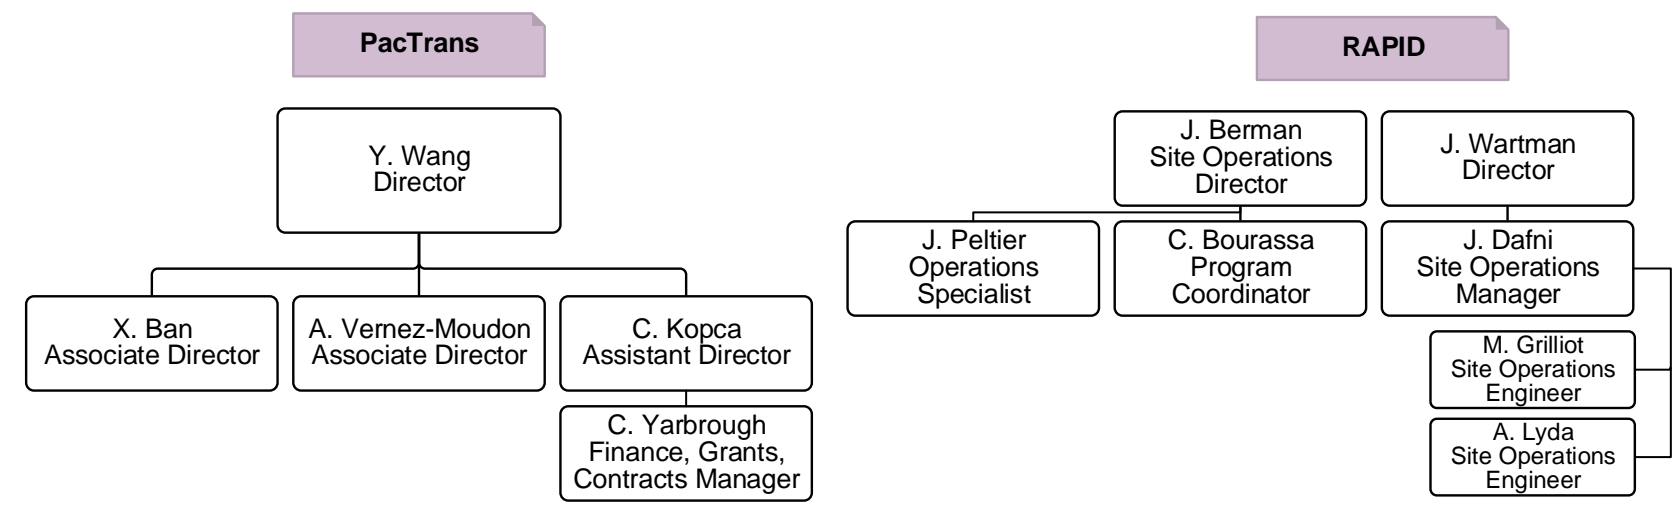 PacTrans
Y. Wang
Director
X. Ban
Associate Director
A. Vernez-Moudon
Associate Director
C. Kopca
Assistant Director
C. Yarbrough
Finance, Grants,
Contracts Manager
RAPID
J. Berman
Site Operations
Director
J. Wartman
Director
J. Peltier
Operations
Specialist
C. Bourassa
Program
Coordinator
J. Dafni
Site Operations
Manager
M. Grilliot
Site Operations
Engineer
A. Lyda
Site Operations
Engineer